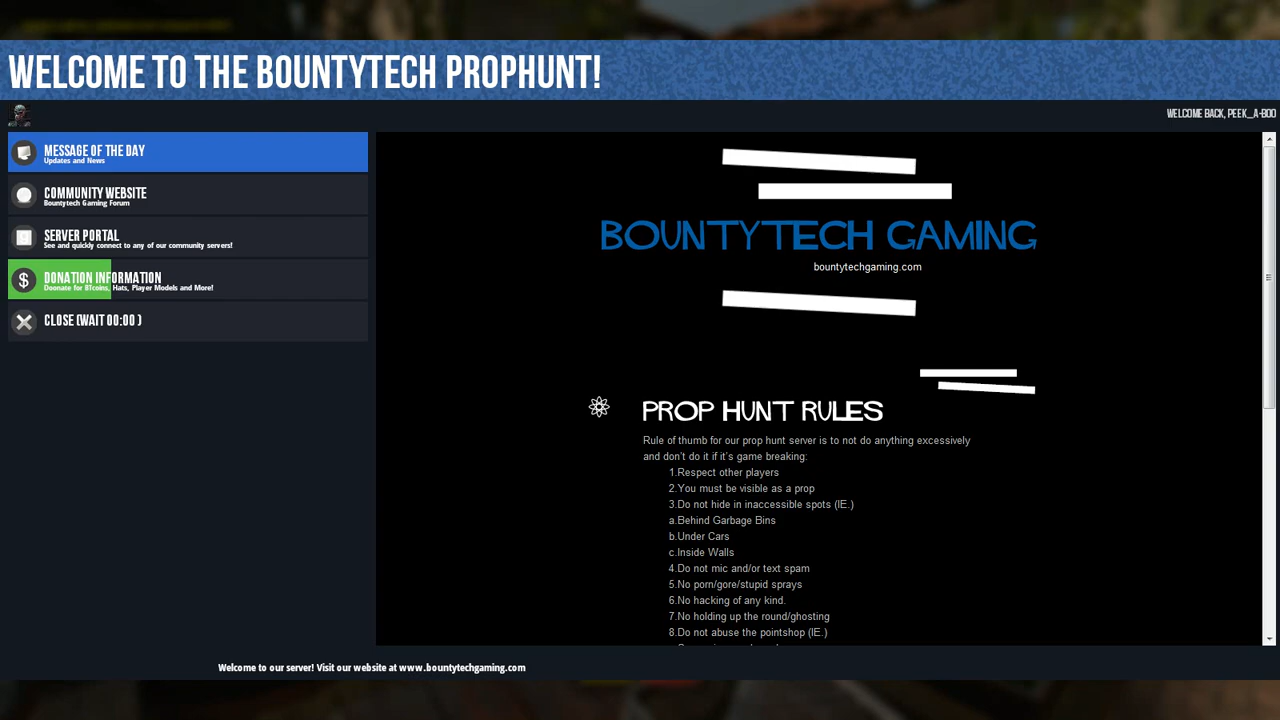 WELCOME TO THE BOUNTYTECH PROPHUNT!
WELCOME BACK, PEEK_A-BOO
MESSAGE OF THE DAY
Updates and News
COMMUNITY WEBSITE
Bountytech Gaming Forum
SERVER PORTAL
See and quickly connect to any of our community servers!
DONATION INFORMATION
Doonate for BTcoins, Hats, Player Models and More!
CLOSE (WAIT 00:00 )
BOUNTYTECH GAMING
bountytechgaming.com
PROP HUNT RULES
Rule of thumb for our prop hunt server is to not do anything excessively
and don't do it if it's game breaking:
1.Respect other players
2.You must be visible as a prop
3.Do not hide in inaccessible spots (IE.)
a.Behind Garbage Bins
b.Under Cars
c.Inside Walls
4.Do not mic and/or text spam
5.No porn/gore/stupid sprays
6.No hacking of any kind.
7.No holding up the round/ghosting
8.Do not abuse the pointshop (IE.)
Welcome to our server! Visit our website at www.bountytechgaming.com